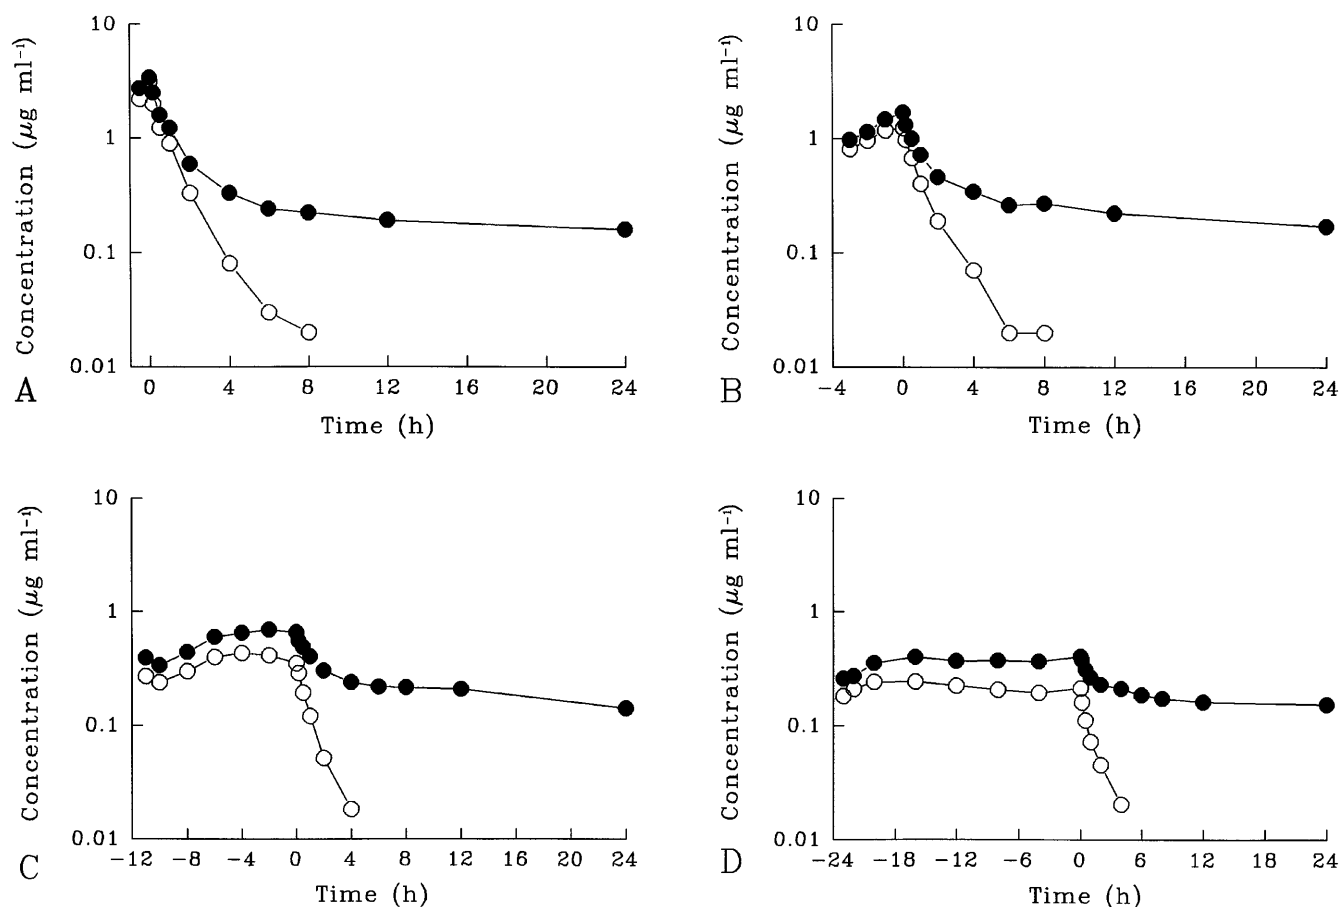 10
1
0.1
0.01
Concentration (μg ml⁻¹)
0 4 8 12 16 20 24
Time (h)
A
10
1
0.1
0.01
Concentration (μg ml⁻¹)
-4 0 4 8 12 16 20 24
Time (h)
B
10
1
0.1
0.01
Concentration (μg ml⁻¹)
-12 -8 -4 0 4 8 12 16 20 24
Time (h)
C
10
1
0.1
0.01
Concentration (μg ml⁻¹)
-24 -18 -12 -6 0 6 12 18 24
Time (h)
D